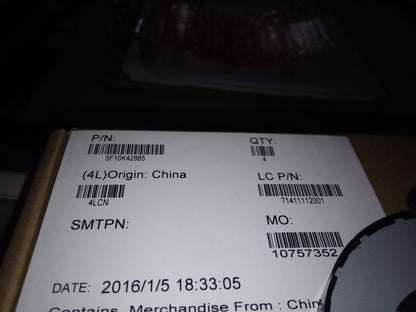 P/N: QTY:
5F10K42885 4
(4L)Origin: China LC P/N:
4LCN 71411112001
SMTPN: MO:
10757352
DATE: 2016/1/5 18:33:05
Contains Merchandise From : Chin